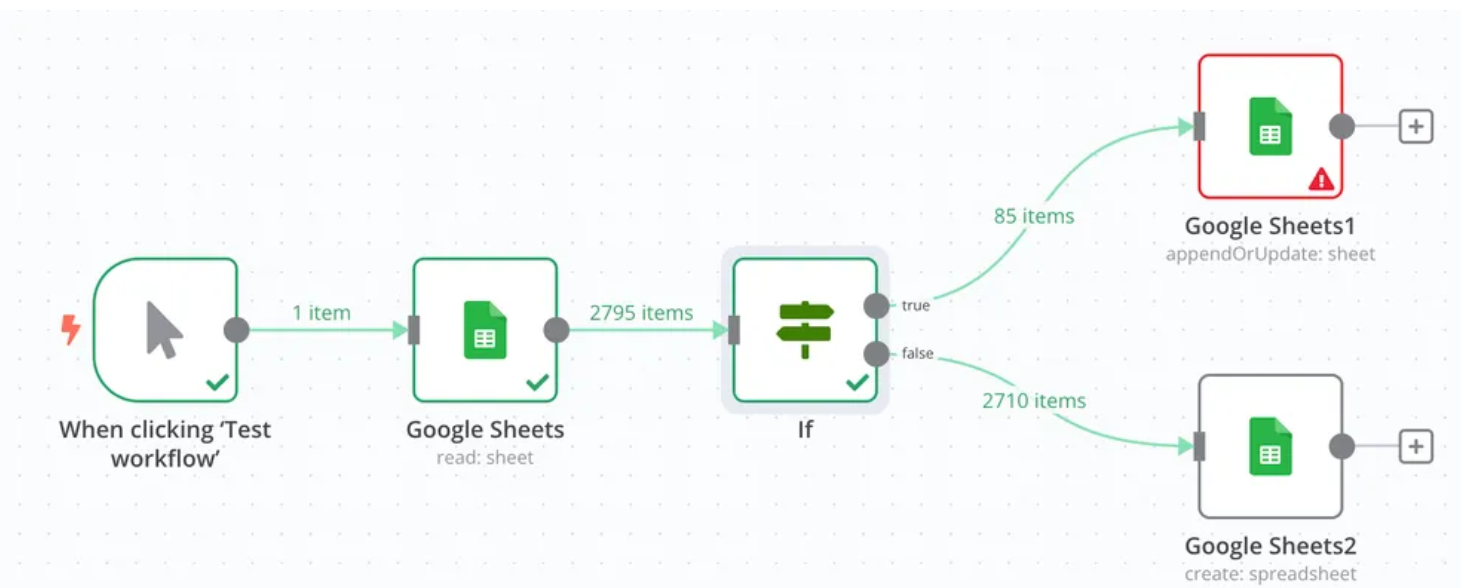 85 items
Google Sheets1
appendOrUpdate: sheet
1 item
2795 items
true
false
When clicking ‘Test
workflow’
Google Sheets
read: sheet
If
2710 items
Google Sheets2
create: spreadsheet